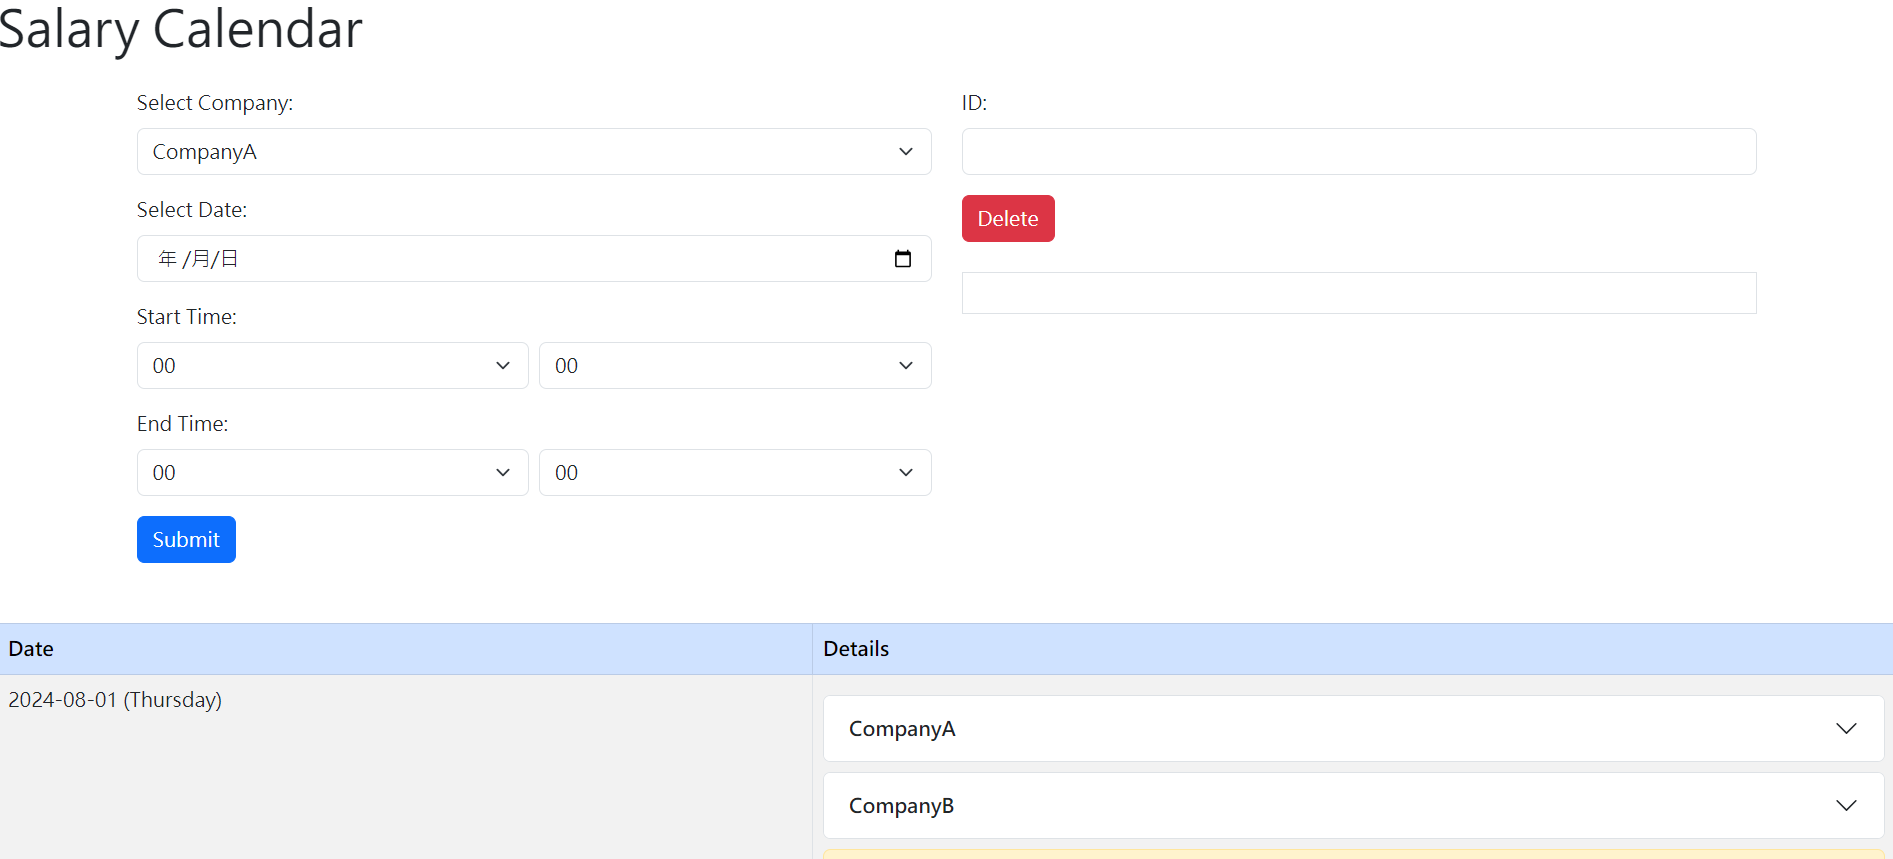 Salary Calendar
Select Company:
CompanyA
Select Date:
年 /月/日
Start Time:
00 00
End Time:
00 00
Submit
ID:
Delete
Date Details
2024-08-01 (Thursday)
CompanyA
CompanyB